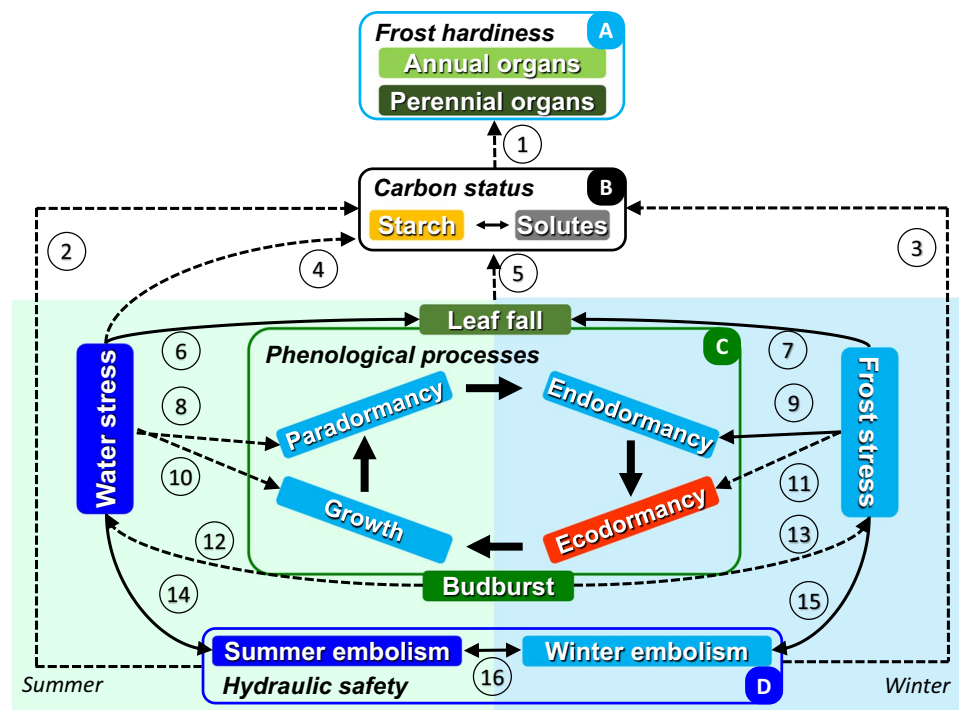 Frost hardiness
A
Annual organs
Perennial organs
1
Carbon status
B
Starch
Solutes
2
3
4
5
Leaf fall
6
7
Phenological processes
C
Water stress
Frost stress
8
9
Paradormancy
Endodormancy
10
11
Growth
Ecodormancy
12
13
Budburst
14
15
Summer embolism
Winter embolism
16
Summer
Hydraulic safety
D
Winter